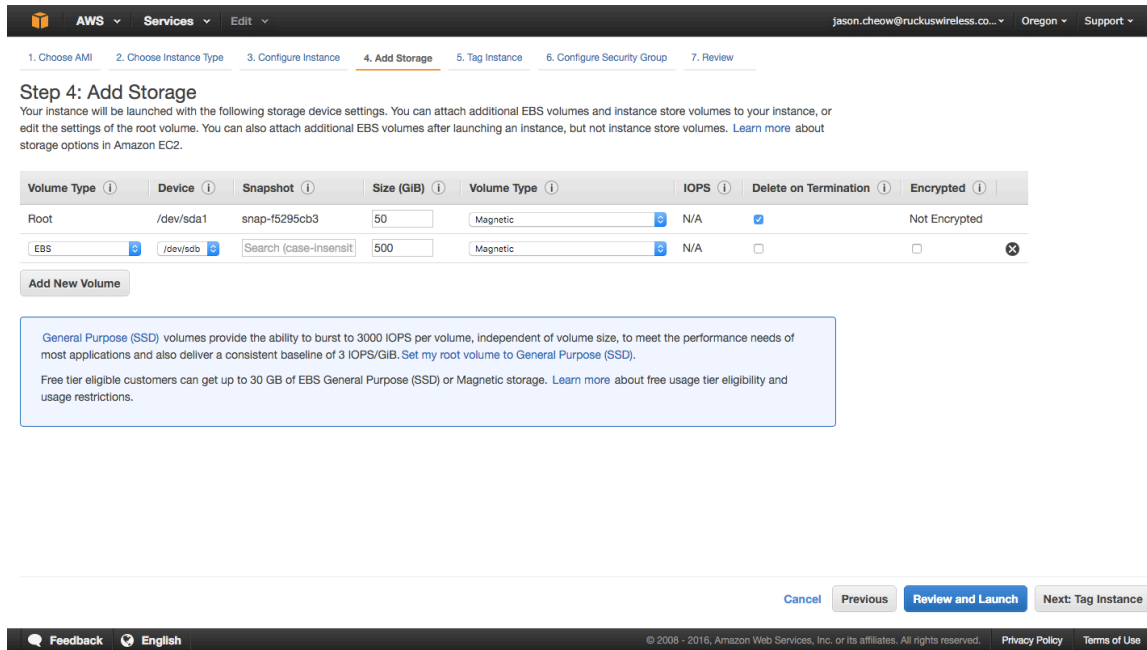 AWS Services Edit jason.cheow@ruckuswireless.co... Oregon Support
1. Choose AMI 2. Choose Instance Type 3. Configure Instance 4. Add Storage 5. Tag Instance 6. Configure Security Group 7. Review
Step 4: Add Storage
Your instance will be launched with the following storage device settings. You can attach additional EBS volumes and instance store volumes to your instance, or
edit the settings of the root volume. You can also attach additional EBS volumes after launching an instance, but not instance store volumes. Learn more about
storage options in Amazon EC2.
Volume Type Device Snapshot Size (GiB) Volume Type IOPS Delete on Termination Encrypted
Root /dev/sda1 snap-f5295cb3 50 Magnetic N/A Not Encrypted
EBS /dev/sdb Search (case-insensit 500 Magnetic N/A
Add New Volume
General Purpose (SSD) volumes provide the ability to burst to 3000 IOPS per volume, independent of volume size, to meet the performance needs of
most applications and also deliver a consistent baseline of 3 IOPS/GiB. Set my root volume to General Purpose (SSD).
Free tier eligible customers can get up to 30 GB of EBS General Purpose (SSD) or Magnetic storage. Learn more about free usage tier eligibility and
usage restrictions.
Cancel Previous Review and Launch Next: Tag Instance
Feedback English © 2008 - 2016, Amazon Web Services, Inc. or its affiliates. All rights reserved. Privacy Policy Terms of Use